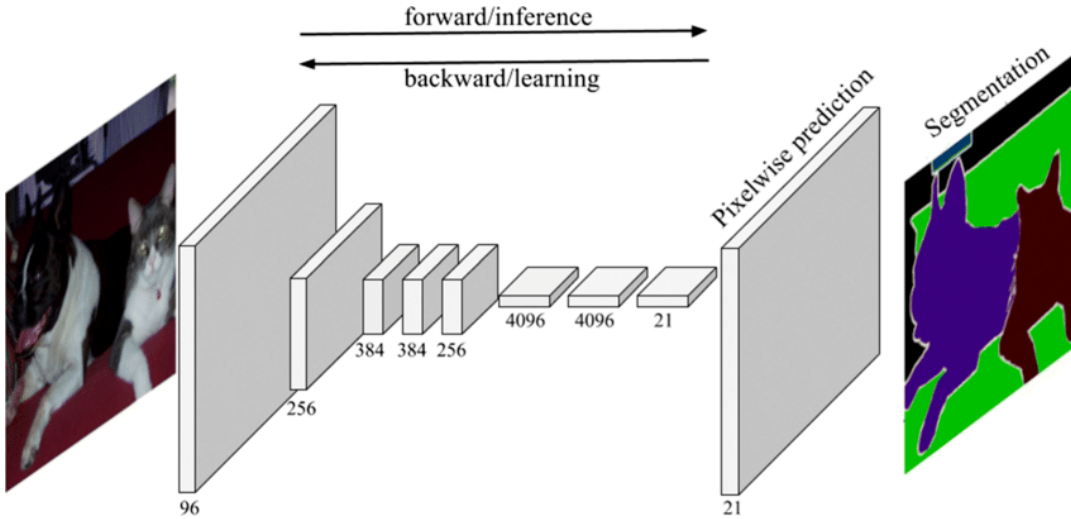 forward/inference
backward/learning
Pixelwise prediction
Segmentation
96
256
384
384
256
4096
4096
21
21